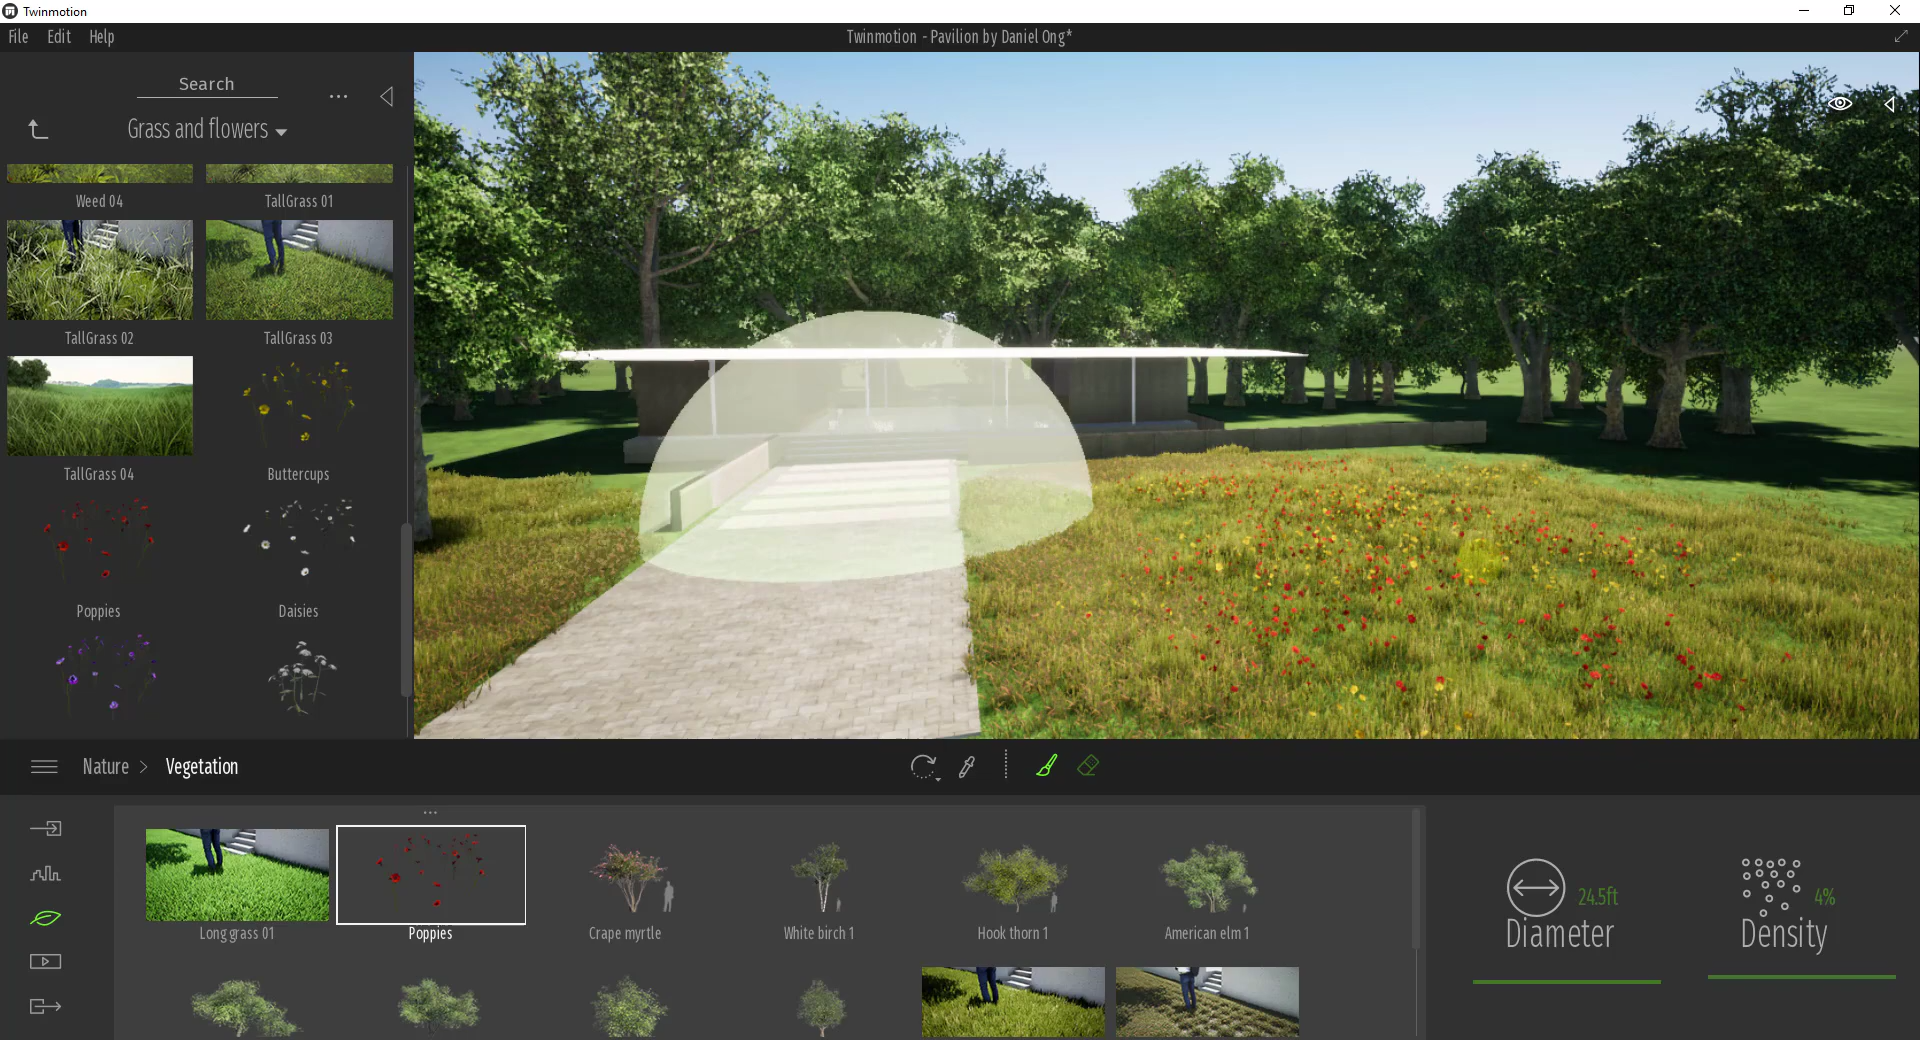 Twinmotion
File Edit Help
Twinmotion - Pavilion by Daniel Ong*
Search
Grass and flowers
Weed 04
TallGrass 01
TallGrass 02
TallGrass 03
TallGrass 04
Buttercups
Poppies
Daisies
Nature > Vegetation
Long grass 01
Poppies
Crape myrtle
White birch 1
Hook thorn 1
American elm 1
24.5ft
Diameter
4%
Density